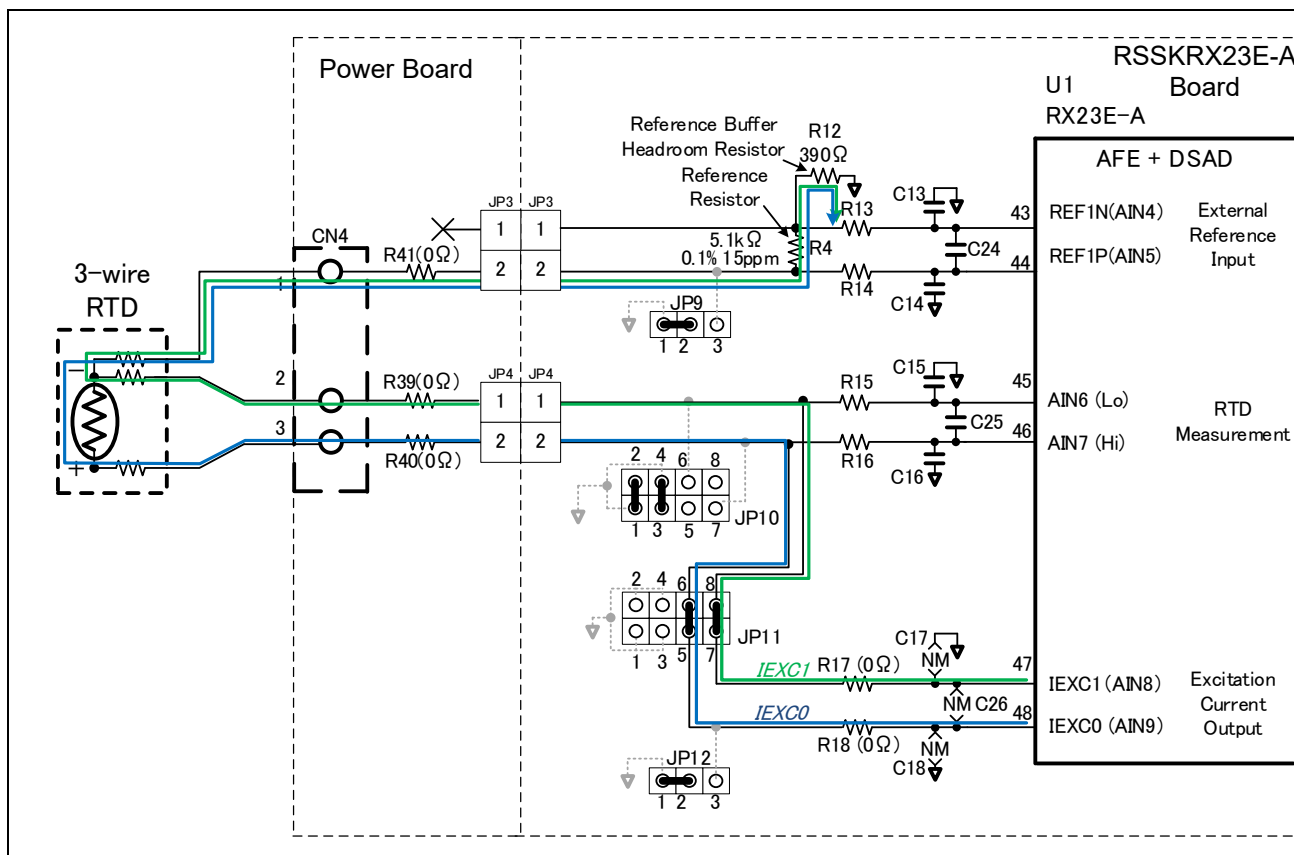 Power Board
RSSKRX23E-A
Board
U1
RX23E-A
Reference Buffer
Headroom Resistor
Reference
Resistor
R12
390Ω
AFE + DSAD
C13
43
REF1N(AIN4)
External
Reference
Input
JP3
JP3
1
1
R13
CN4
R41(0Ω)
5.1kΩ
0.1% 15ppm
R4
C24
44
REF1P(AIN5)
2
2
R14
C14
3-wire
RTD
1
JP9
1 2 3
−
2
R39(0Ω)
JP4
JP4
1
1
R15
C15
45
AIN6 (Lo)
RTD
Measurement
C25
3
2
2
46
AIN7 (Hi)
R40(0Ω)
R16
C16
+
2 4 6 8
1 3 5 7
JP10
2 4 6 8
JP11
1 3 5 7
IEXC1
R17 (0Ω)
C17
NM
47
IEXC1 (AIN8)
Excitation
Current
Output
NM C26
IEXC0
48
IEXC0 (AIN9)
R18 (0Ω)
NM
C18
JP12
1 2 3